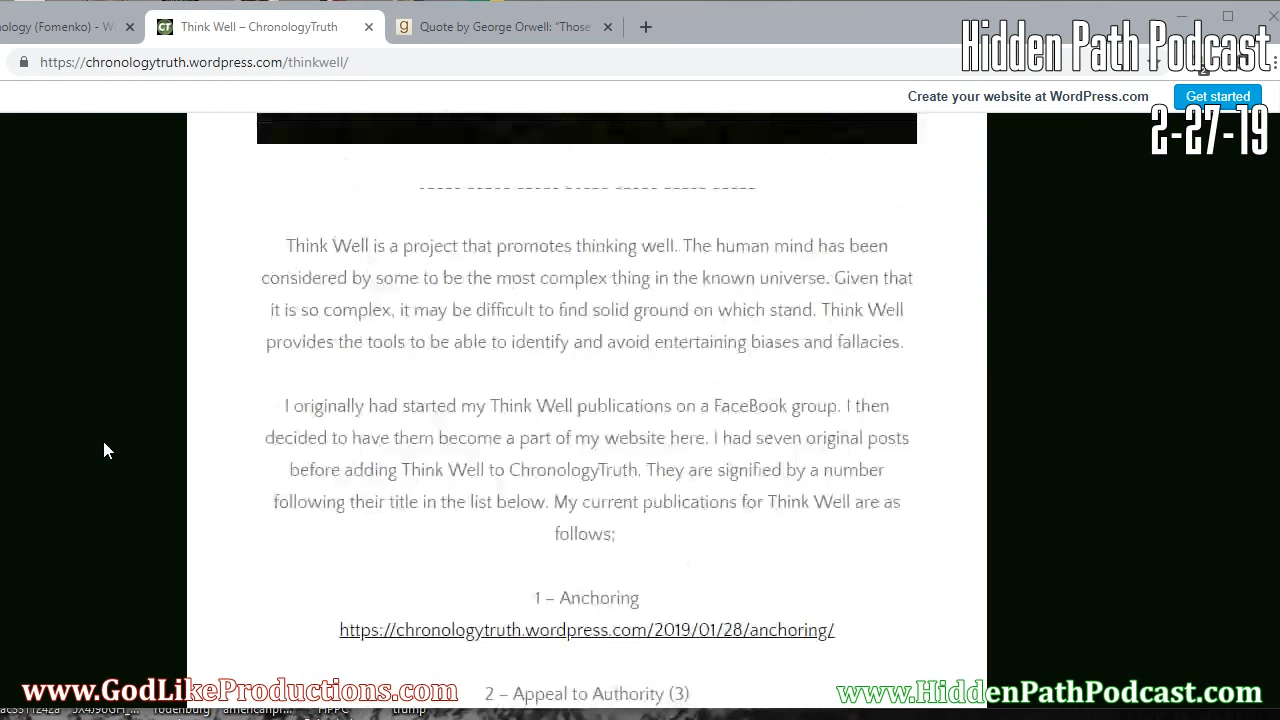 nology (Fomenko) - W
Think Well – ChronologyTruth
Quote by George Orwell: "Those
Hidden Path Podcast
https://chronologytruth.wordpress.com/thinkwell/
Create your website at WordPress.com
Get started
2-27-19
Think Well is a project that promotes thinking well. The human mind has been
considered by some to be the most complex thing in the known universe. Given that
it is so complex, it may be difficult to find solid ground on which stand. Think Well
provides the tools to be able to identify and avoid entertaining biases and fallacies.
I originally had started my Think Well publications on a FaceBook group. I then
decided to have them become a part of my website here. I had seven original posts
before adding Think Well to ChronologyTruth. They are signified by a number
following their title in the list below. My current publications for Think Well are as
follows;
1 – Anchoring
https://chronologytruth.wordpress.com/2019/01/28/anchoring/
2 – Appeal to Authority (3)
www.GodLikeProductions.com
www.HiddenPathPodcast.com